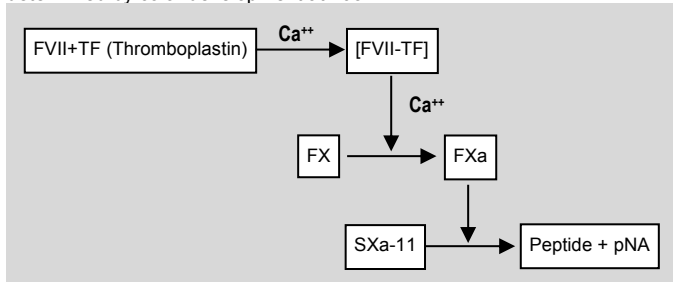 Ca⁺⁺
FVII+TF (Thromboplastin)
[FVII-TF]
Ca⁺⁺
FX
FXa
SXa-11
Peptide + pNA